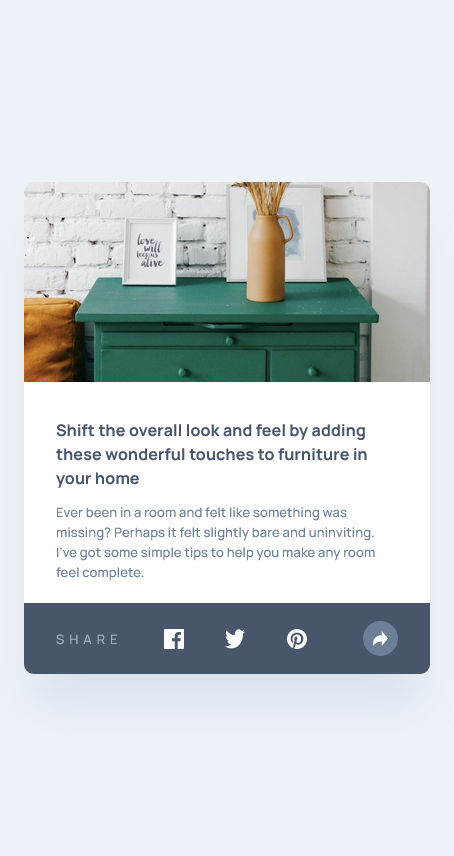 love
will
keep us
alive
Shift the overall look and feel by adding
these wonderful touches to furniture in
your home
Ever been in a room and felt like something was
missing? Perhaps it felt slightly bare and uninviting.
I've got some simple tips to help you make any room
feel complete.
SHARE